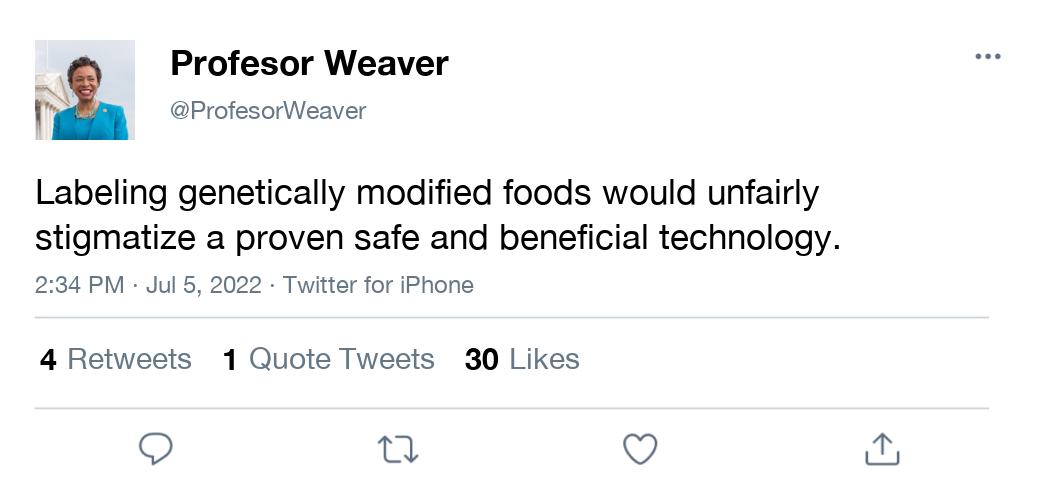 Profesor Weaver
@ProfesorWeaver
Labeling genetically modified foods would unfairly
stigmatize a proven safe and beneficial technology.
2:34 PM · Jul 5, 2022 · Twitter for iPhone
4 Retweets 1 Quote Tweets 30 Likes